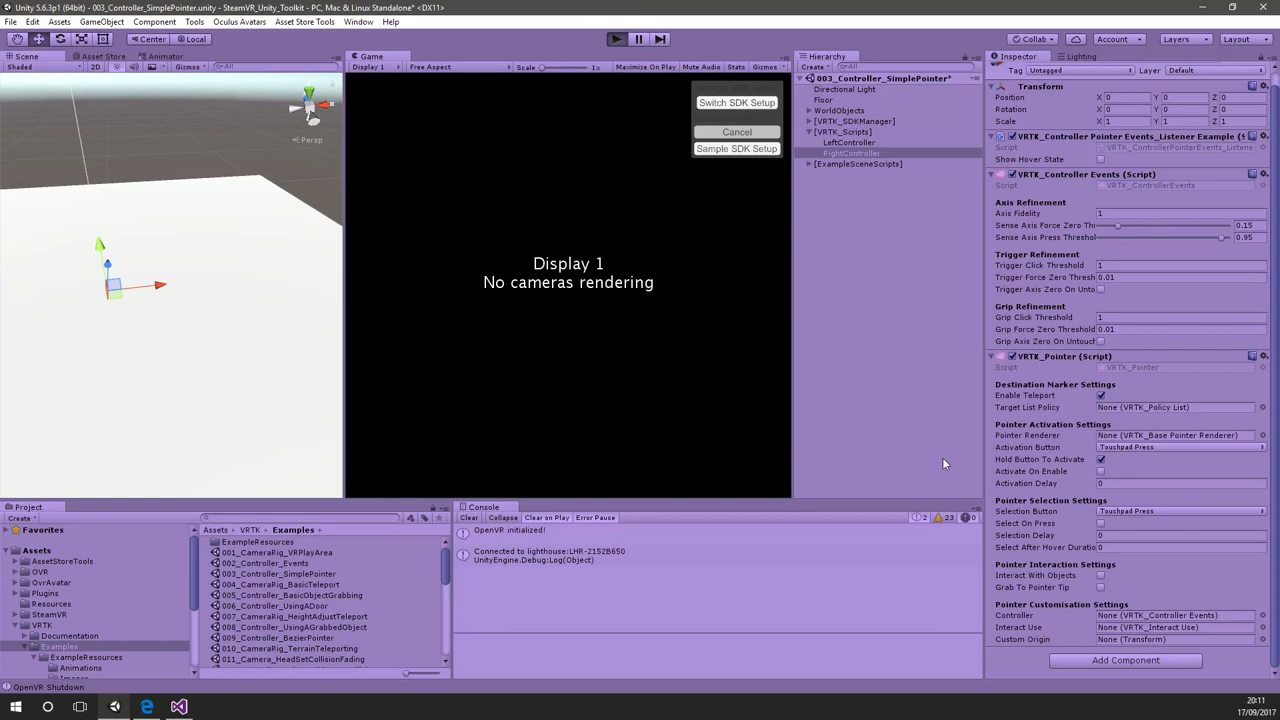 Unity 5.6.3p1 (64bit) - 003_Controller_SimplePointer.unity - SteamVR_Unity_Toolkit - PC, Mac & Linux Standalone* <DX11>
File Edit Assets GameObject Component Tools Oculus Avatars Asset Store Tools Window Help
Center Local
Collab Account Layers Layout
Scene Asset Store Animator
Shaded 2D Gizmos All
Persp
Game
Display 1 Free Aspect Scale 1x Maximize On Play Mute Audio Stats Gizmos
Switch SDK Setup
Cancel
Sample SDK Setup
Display 1
No cameras rendering
Hierarchy
Create All
003_Controller_SimplePointer*
Directional Light
Floor
WorldObjects
[VRTK_SDKManager]
[VRTK_Scripts]
LeftController
RightController
[ExampleSceneScripts]
Inspector Lighting
Tag Untagged Layer Default
Transform
Position X 0 Y 0 Z 0
Rotation X 0 Y 0 Z 0
Scale X 1 Y 1 Z 1
VRTK_Controller Pointer Events_Listener Example (S
Script VRTK_ControllerPointerEvents_Listene
Show Hover State
VRTK_Controller Events (Script)
Script VRTK_ControllerEvents
Axis Refinement
Axis Fidelity 1
Sense Axis Force Zero Th 0.15
Sense Axis Press Threshol 0.95
Trigger Refinement
Trigger Click Threshold 1
Trigger Force Zero Thresh 0.01
Trigger Axis Zero On Unto
Grip Refinement
Grip Click Threshold 1
Grip Force Zero Threshold 0.01
Grip Axis Zero On Untouch
VRTK_Pointer (Script)
Script VRTK_Pointer
Destination Marker Settings
Enable Teleport
Target List Policy None (VRTK_Policy List)
Pointer Activation Settings
Pointer Renderer None (VRTK_Base Pointer Renderer)
Activation Button Touchpad Press
Hold Button To Activate
Activate On Enable
Activation Delay 0
Pointer Selection Settings
Selection Button Touchpad Press
Select On Press
Selection Delay 0
Select After Hover Duratio 0
Pointer Interaction Settings
Interact With Objects
Grab To Pointer Tip
Pointer Customisation Settings
Controller None (VRTK_Controller Events)
Interact Use None (VRTK_Interact Use)
Custom Origin None (Transform)
Add Component
Project
Create
Favorites
Assets
AssetStoreTools
OVR
OvrAvatar
Plugins
Resources
SteamVR
VRTK
Documentation
Examples
ExampleResources
Animations
Assets VRTK Examples
ExampleResources
001_CameraRig_VRPlayArea
002_Controller_Events
003_Controller_SimplePointer
004_CameraRig_BasicTeleport
005_Controller_BasicObjectGrabbing
006_Controller_UsingADoor
007_CameraRig_HeightAdjustTeleport
008_Controller_UsingAGrabbedObject
009_Controller_BezierPointer
010_CameraRig_TerrainTeleporting
011_Camera_HeadSetCollisionFading
Console
Clear Collapse Clear on Play Error Pause 2 23 0
OpenVR initialized!
Connected to lighthouse:LHR-2152B650
UnityEngine.Debug:Log(Object)
OpenVR Shutdown
20:11
17/09/2017